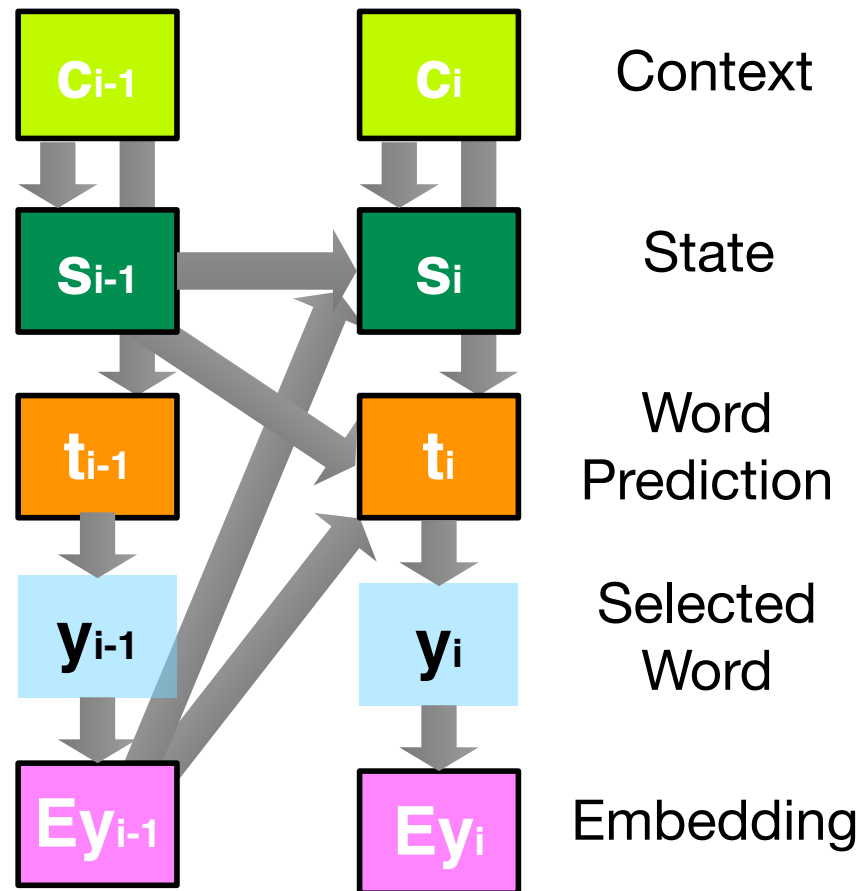 ci-1 ci Context
si-1 si State
ti-1 ti Word
Prediction
yi-1 yi Selected
Word
Eyi-1 Eyi Embedding